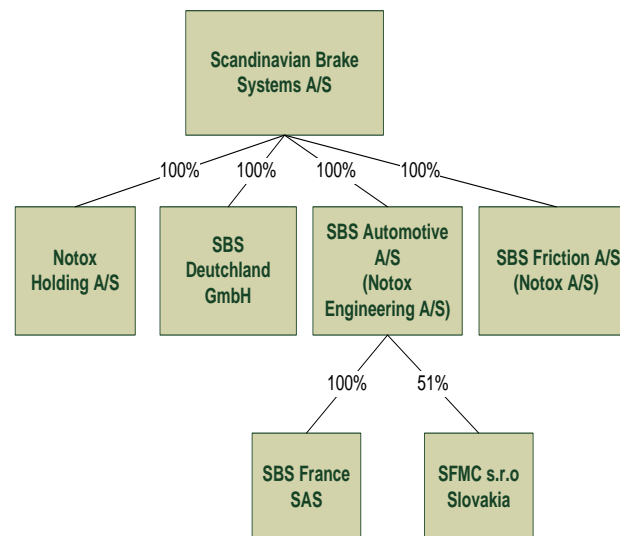 Scandinavian Brake
Systems A/S
100%
100%
100%
100%
Notox
Holding A/S
SBS
Deutchland
GmbH
SBS Automotive
A/S
(Notox
Engineering A/S)
SBS Friction A/S
(Notox A/S)
100%
51%
SBS France
SAS
SFMC s.r.o
Slovakia